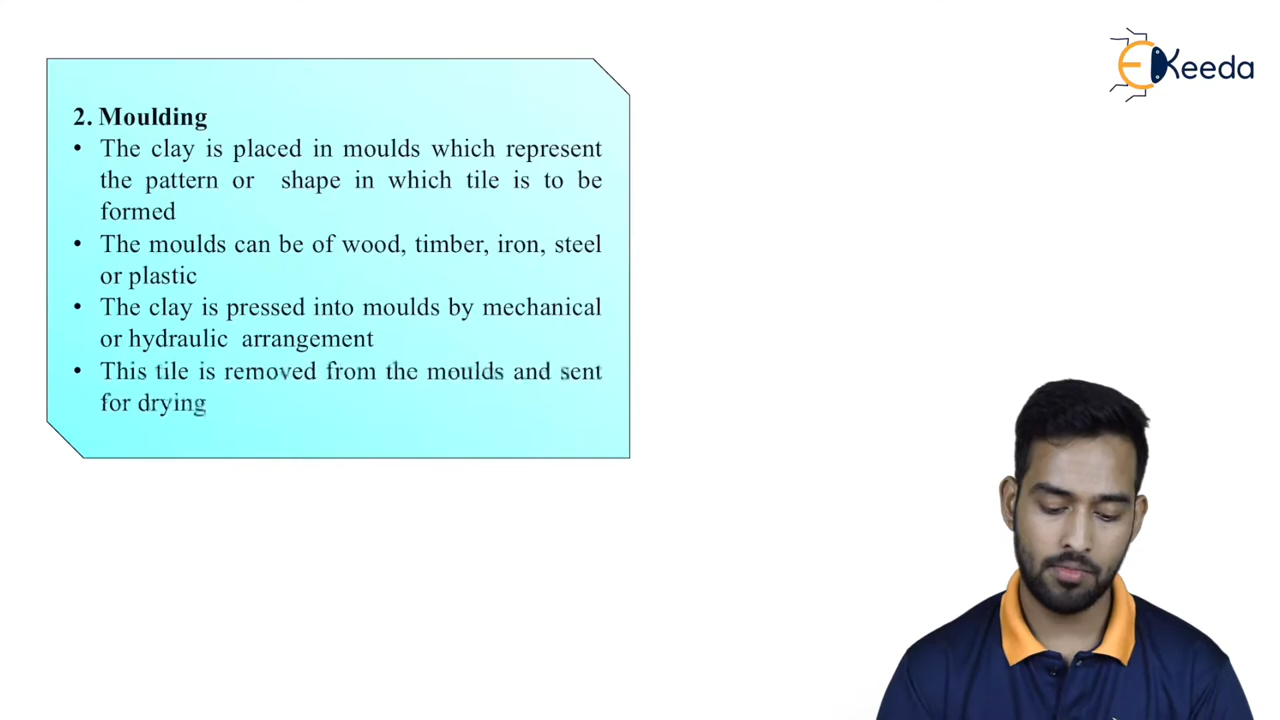 EKeeda
2. Moulding
• The clay is placed in moulds which represent
the pattern or shape in which tile is to be
formed
• The moulds can be of wood, timber, iron, steel
or plastic
• The clay is pressed into moulds by mechanical
or hydraulic arrangement
• This tile is removed from the moulds and sent
for drying